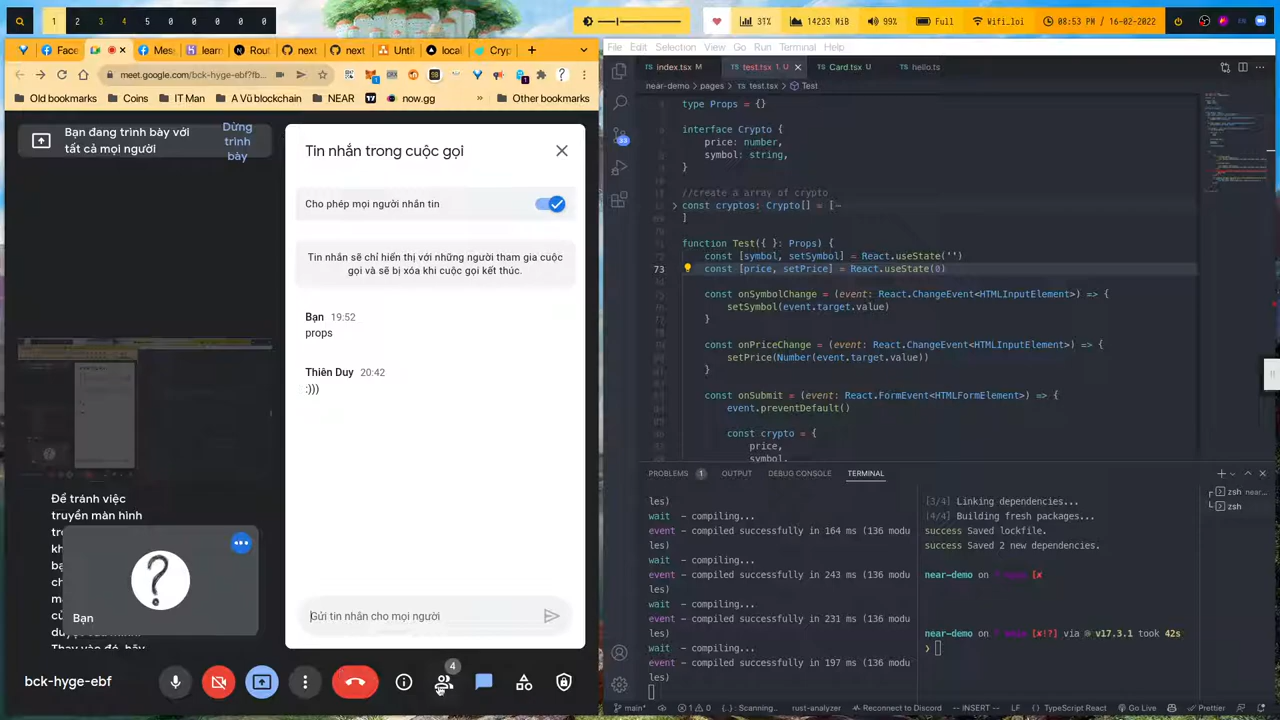 1 2 3 4 5 0 0 0 0 0
31% 14233 MiB 99% Full Wifi_loi 08:53 PM / 16-02-2022 EN
Face Mes learn Rout next next Unti local Cryp
meet.google.com/bck-hyge-ebf?fb...
Old bookmarks Coins IT Man A Vũ blockchain NEAR now.gg » Other bookmarks
Bạn đang trình bày với
tất cả mọi người
Dừng
trình
bày
Để tránh việc
truyền màn hình
Bạn
Tin nhắn trong cuộc gọi
Cho phép mọi người nhắn tin
Tin nhắn sẽ chỉ hiển thị với những người tham gia cuộc
gọi và sẽ bị xóa khi cuộc gọi kết thúc.
Bạn 19:52
props
Thiên Duy 20:42
:)))
Gửi tin nhắn cho mọi người
bck-hyge-ebf
4
File Edit Selection View Go Run Terminal Help
TS index.tsx M TS test.tsx 1, U TS Card.tsx U TS hello.ts
near-demo > pages > TS test.tsx > Test
type Props = {}
interface Crypto {
price: number,
symbol: string,
}
//create a array of crypto
const cryptos: Crypto[] = [
]
function Test({ }: Props) {
const [symbol, setSymbol] = React.useState('')
73 const [price, setPrice] = React.useState(0)
const onSymbolChange = (event: React.ChangeEvent<HTMLInputElement>) => {
setSymbol(event.target.value)
}
const onPriceChange = (event: React.ChangeEvent<HTMLInputElement>) => {
setPrice(Number(event.target.value))
}
const onSubmit = (event: React.FormEvent<HTMLFormElement>) => {
event.preventDefault()
const crypto = {
price,
symbol,
PROBLEMS 1 OUTPUT DEBUG CONSOLE TERMINAL
les)
wait - compiling...
event - compiled successfully in 164 ms (136 modu
les)
wait - compiling...
event - compiled successfully in 243 ms (136 modu
les)
wait - compiling...
event - compiled successfully in 231 ms (136 modu
les)
wait - compiling...
event - compiled successfully in 197 ms (136 modu
les)
[3/4] Linking dependencies...
[4/4] Building fresh packages...
success Saved lockfile.
success Saved 2 new dependencies.
near-demo on main [✘
near-demo on main [✘!?] via v17.3.1 took 42s
❯
zsh near...
zsh
main* 1 0 Scanning.. rust-analyzer Reconnect to Discord -- INSERT -- LF TypeScript React Go Live Prettier